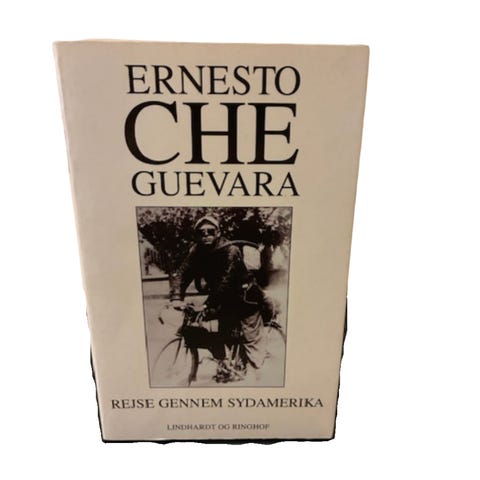 ERNESTO
CHE
GUEVARA
REJSE GENNEM SYDAMERIKA
LINDHARDT OG RINGHOF